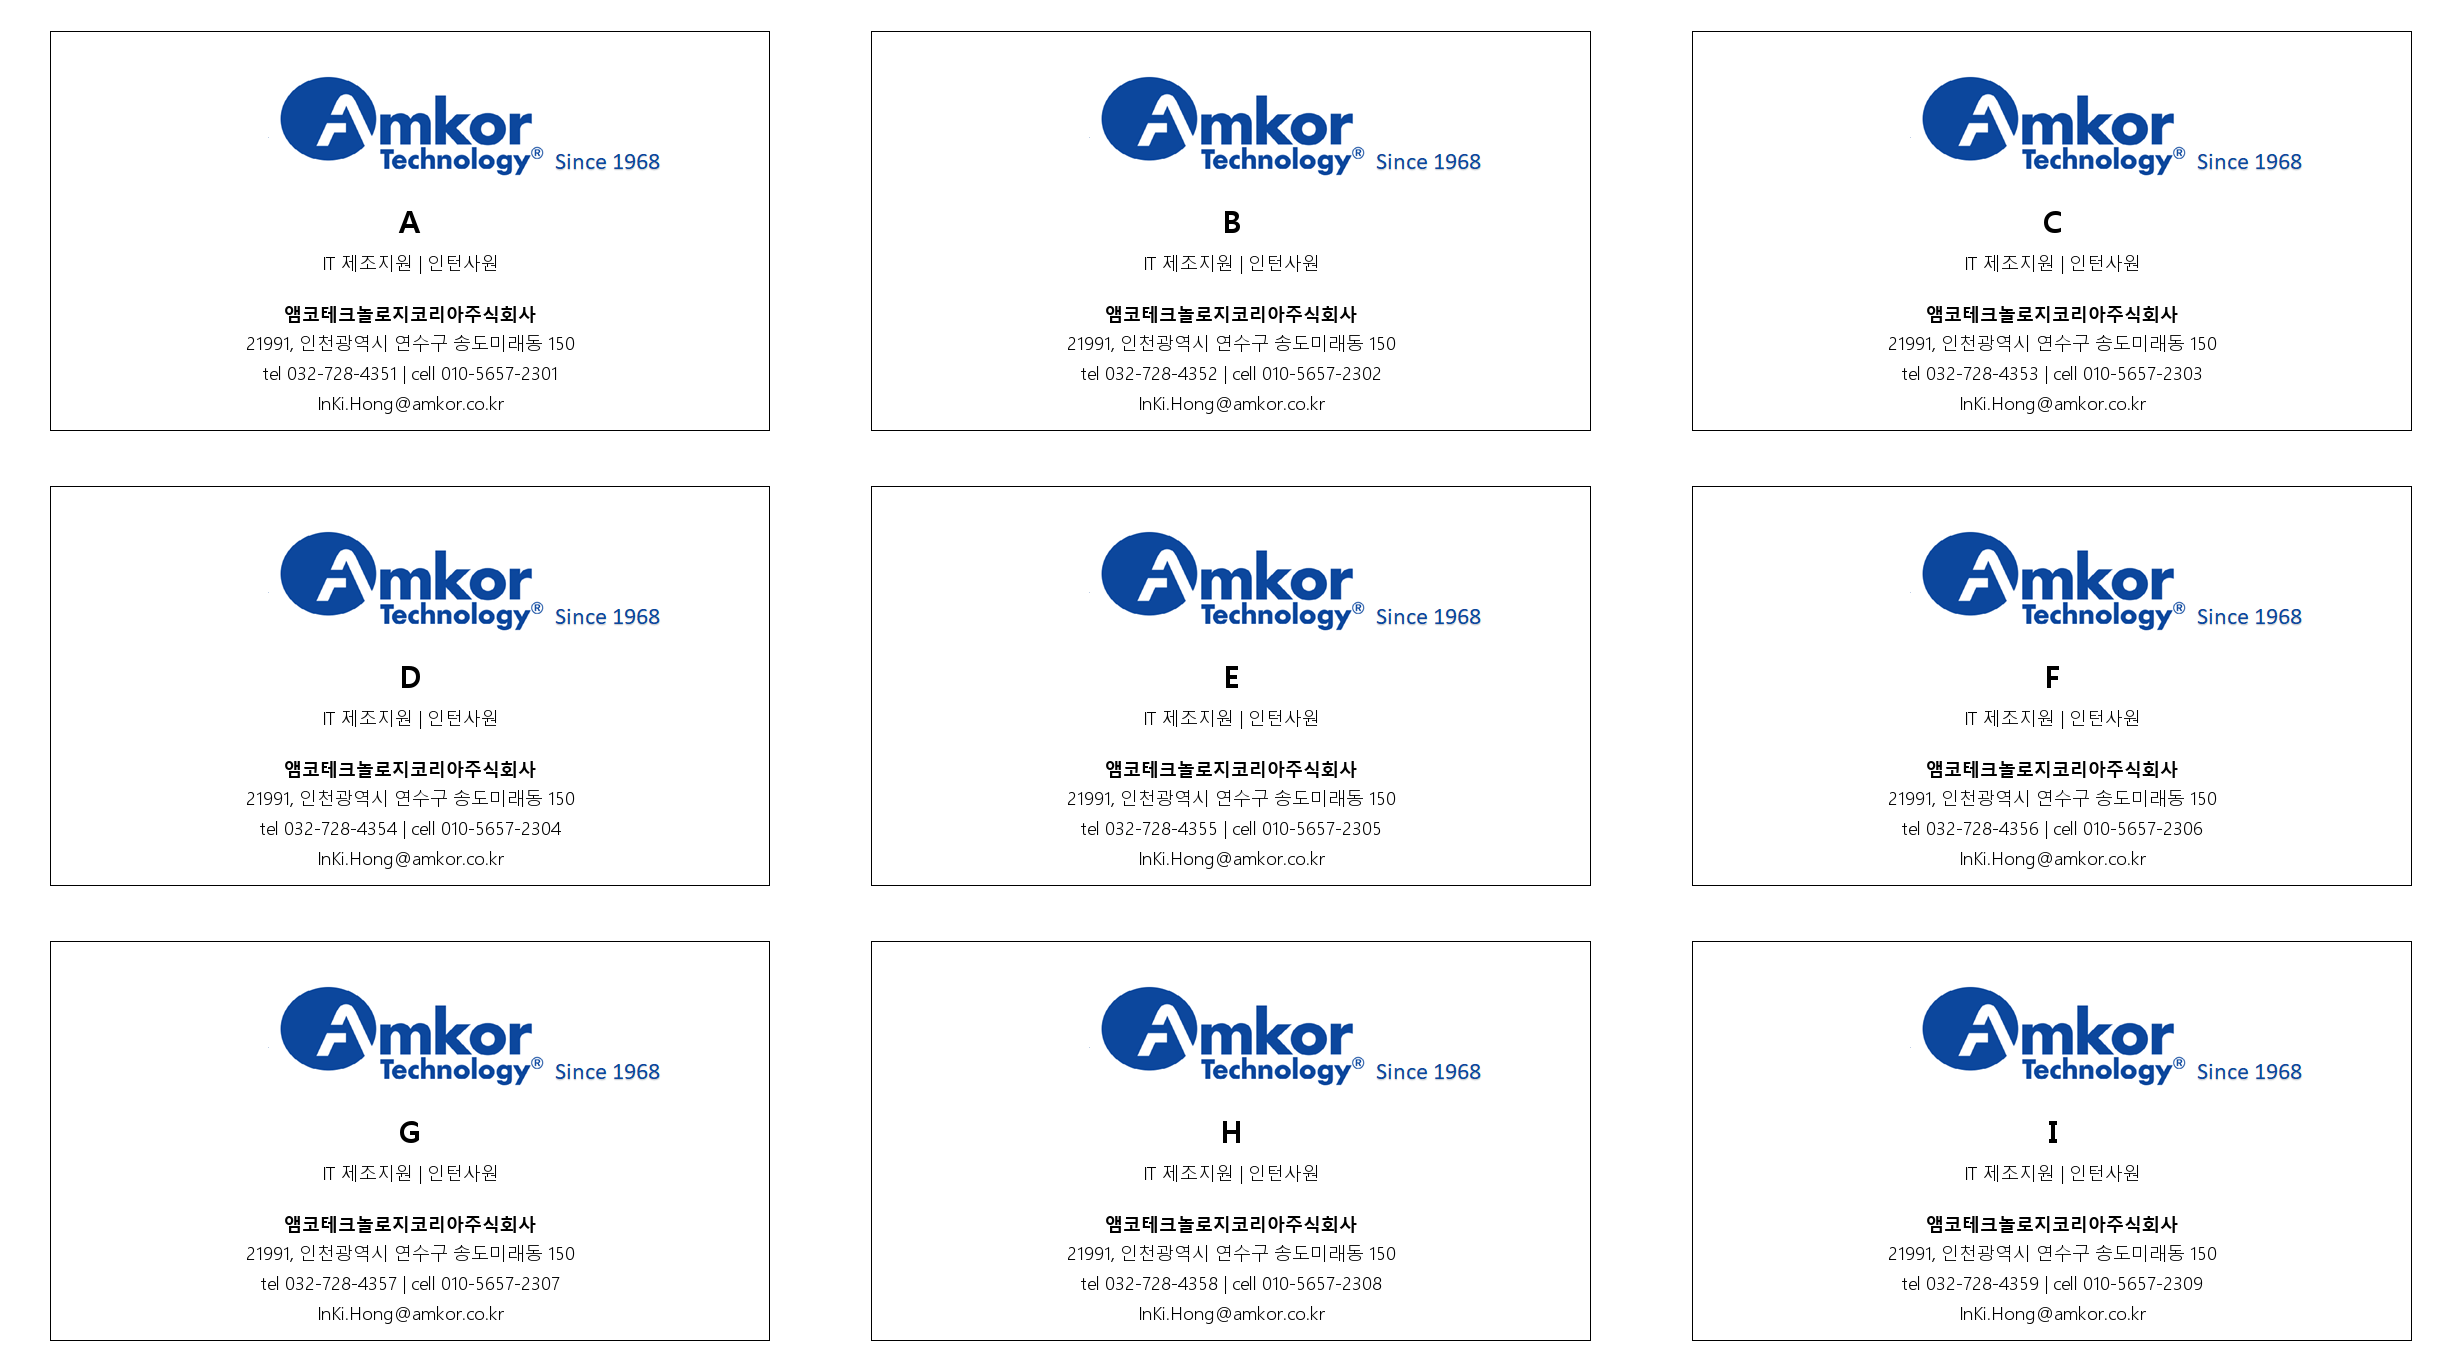 Amkor
Technology® Since 1968
A
IT 제조지원 | 인턴사원
앰코테크놀로지코리아주식회사
21991, 인천광역시 연수구 송도미래동 150
tel 032-728-4351 | cell 010-5657-2301
InKi.Hong@amkor.co.kr
Amkor
Technology® Since 1968
B
IT 제조지원 | 인턴사원
앰코테크놀로지코리아주식회사
21991, 인천광역시 연수구 송도미래동 150
tel 032-728-4352 | cell 010-5657-2302
InKi.Hong@amkor.co.kr
Amkor
Technology® Since 1968
C
IT 제조지원 | 인턴사원
앰코테크놀로지코리아주식회사
21991, 인천광역시 연수구 송도미래동 150
tel 032-728-4353 | cell 010-5657-2303
InKi.Hong@amkor.co.kr
Amkor
Technology® Since 1968
D
IT 제조지원 | 인턴사원
앰코테크놀로지코리아주식회사
21991, 인천광역시 연수구 송도미래동 150
tel 032-728-4354 | cell 010-5657-2304
InKi.Hong@amkor.co.kr
Amkor
Technology® Since 1968
E
IT 제조지원 | 인턴사원
앰코테크놀로지코리아주식회사
21991, 인천광역시 연수구 송도미래동 150
tel 032-728-4355 | cell 010-5657-2305
InKi.Hong@amkor.co.kr
Amkor
Technology® Since 1968
F
IT 제조지원 | 인턴사원
앰코테크놀로지코리아주식회사
21991, 인천광역시 연수구 송도미래동 150
tel 032-728-4356 | cell 010-5657-2306
InKi.Hong@amkor.co.kr
Amkor
Technology® Since 1968
G
IT 제조지원 | 인턴사원
앰코테크놀로지코리아주식회사
21991, 인천광역시 연수구 송도미래동 150
tel 032-728-4357 | cell 010-5657-2307
InKi.Hong@amkor.co.kr
Amkor
Technology® Since 1968
H
IT 제조지원 | 인턴사원
앰코테크놀로지코리아주식회사
21991, 인천광역시 연수구 송도미래동 150
tel 032-728-4358 | cell 010-5657-2308
InKi.Hong@amkor.co.kr
Amkor
Technology® Since 1968
I
IT 제조지원 | 인턴사원
앰코테크놀로지코리아주식회사
21991, 인천광역시 연수구 송도미래동 150
tel 032-728-4359 | cell 010-5657-2309
InKi.Hong@amkor.co.kr